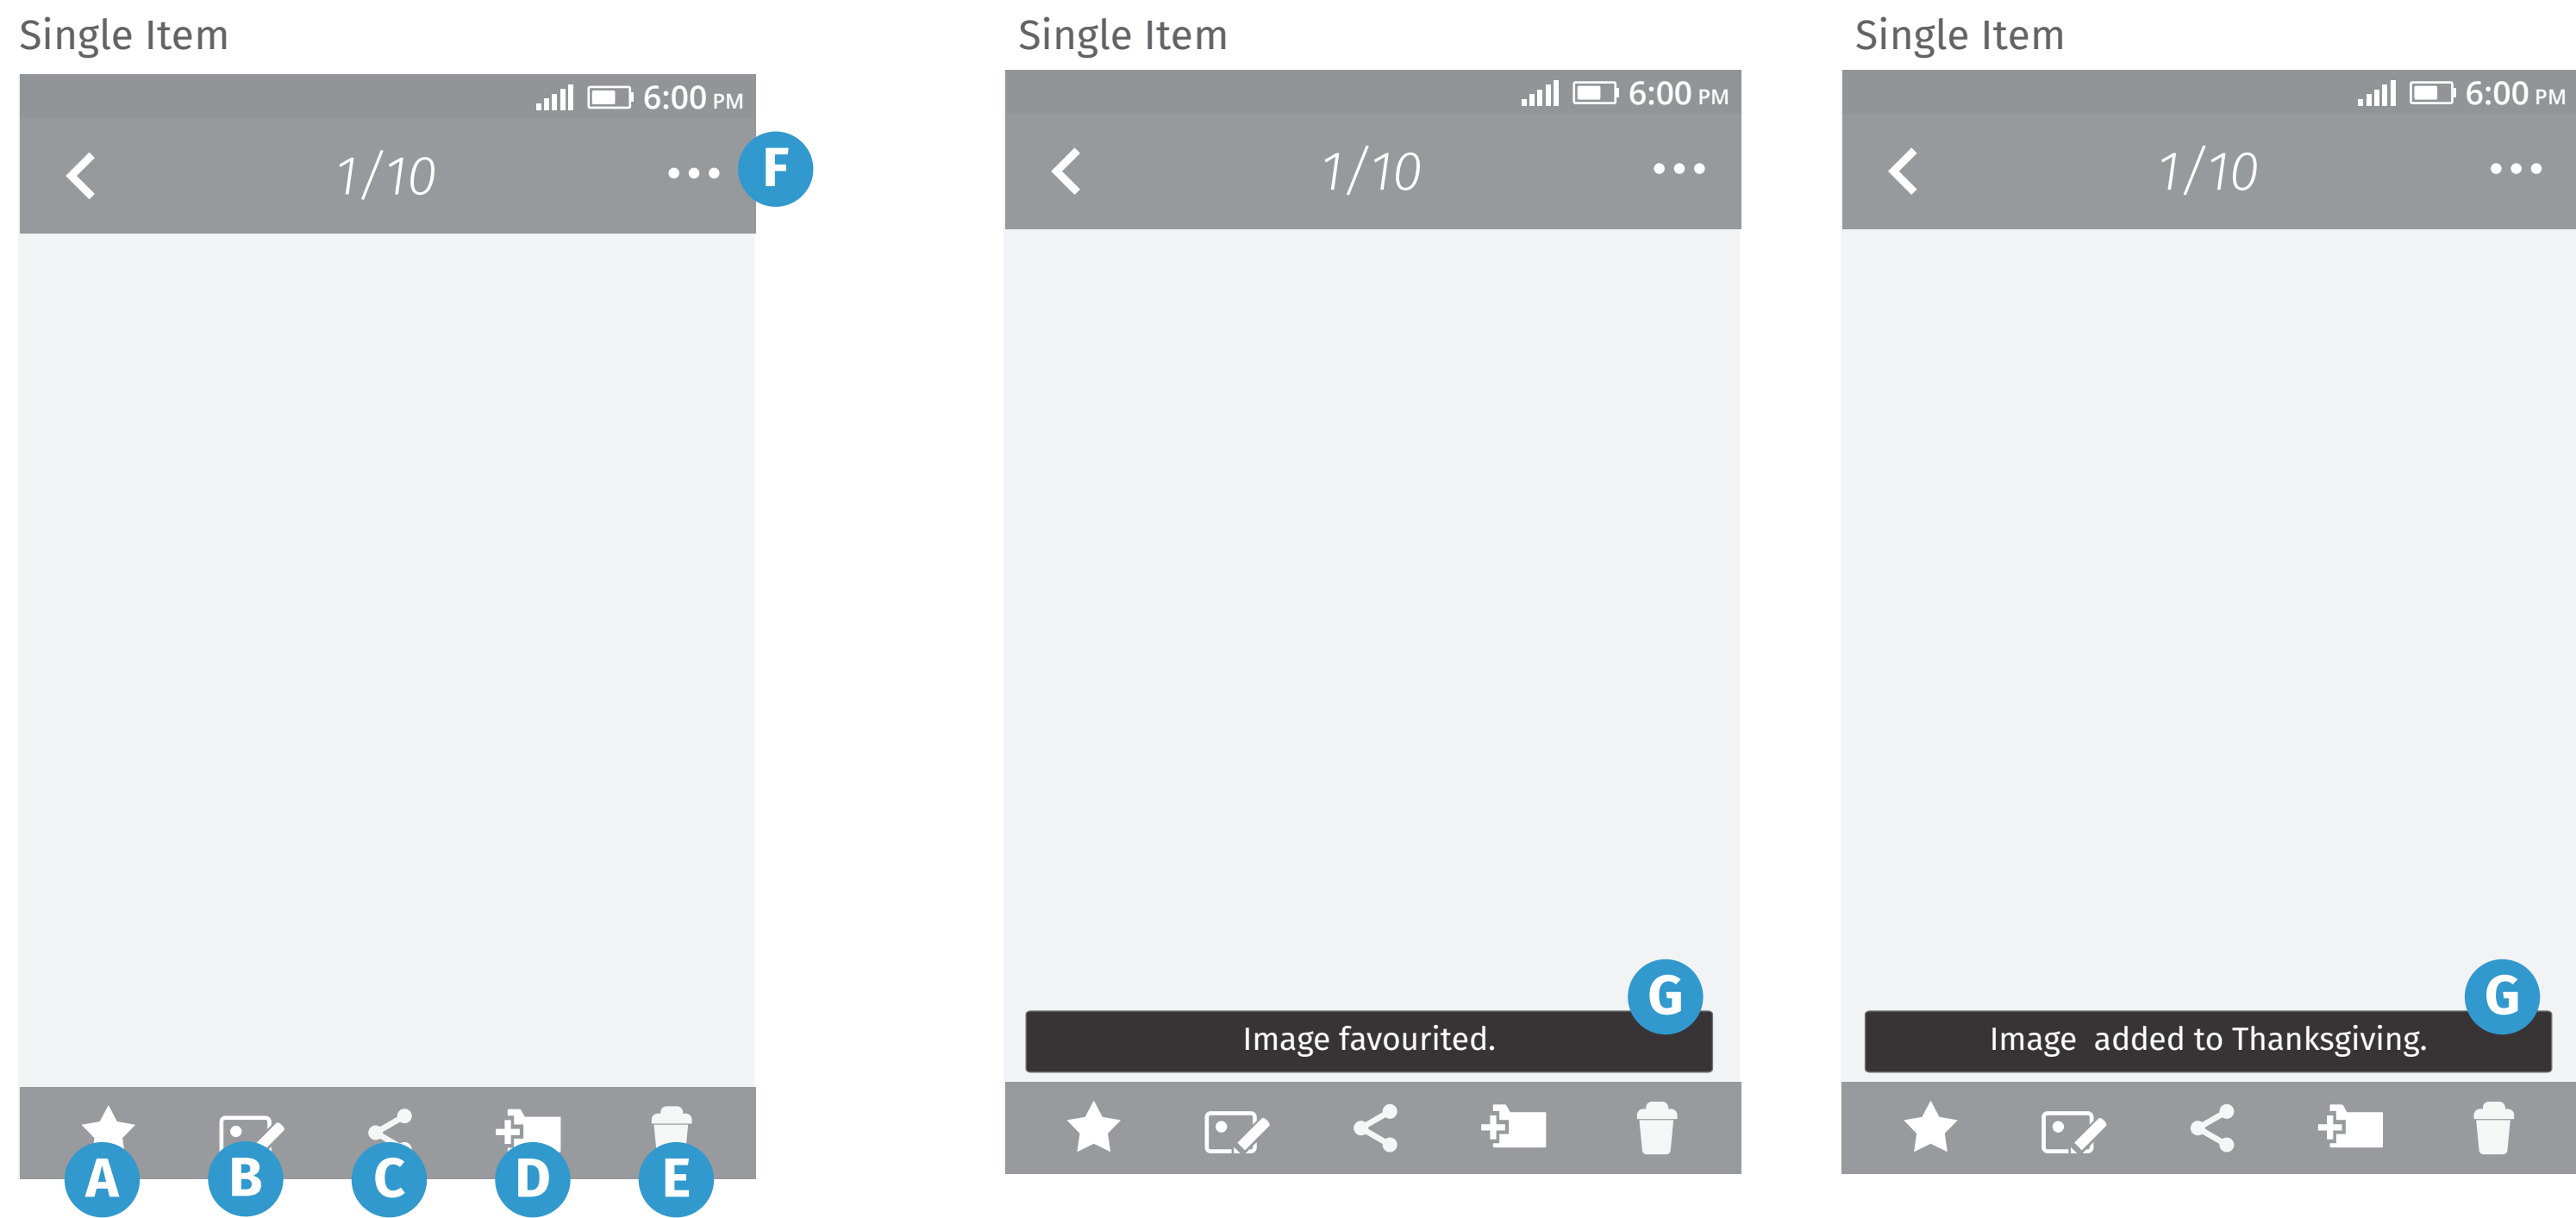 Single Item
6:00 PM
1/10
F
A
B
C
D
E
Single Item
6:00 PM
1/10
G
Image favourited.
Single Item
6:00 PM
1/10
G
Image  added to Thanksgiving.